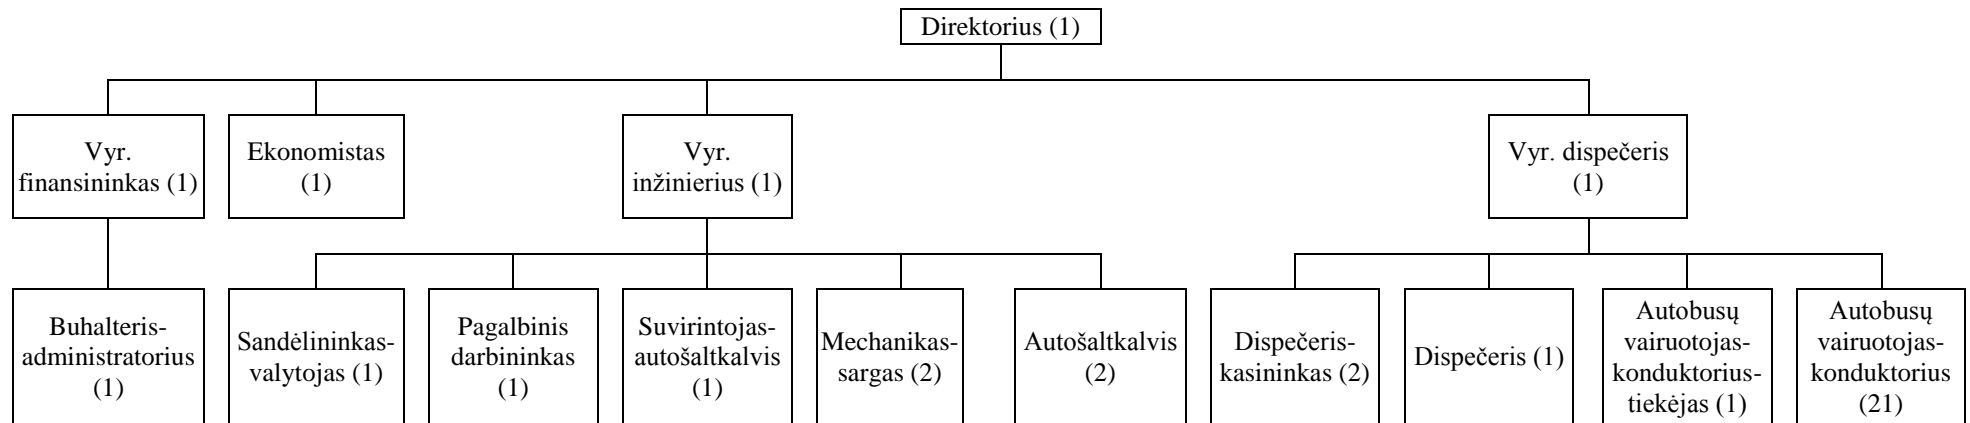 Direktorius (1)
Vyr.
finansininkas (1)
Ekonomistas
(1)
Vyr.
inžinierius (1)
Vyr. dispečeris
(1)
Buhalteris-
administratorius
(1)
Sandėlininkas-
valytojas (1)
Pagalbinis
darbininkas
(1)
Suvirintojas-
autošaltkalvis
(1)
Mechanikas-
sargas (2)
Autošaltkalvis
(2)
Dispečeris-
kasininkas (2)
Dispečeris (1)
Autobusų
vairuotojas-
konduktorius-
tiekėjas (1)
Autobusų
vairuotojas-
konduktorius
(21)